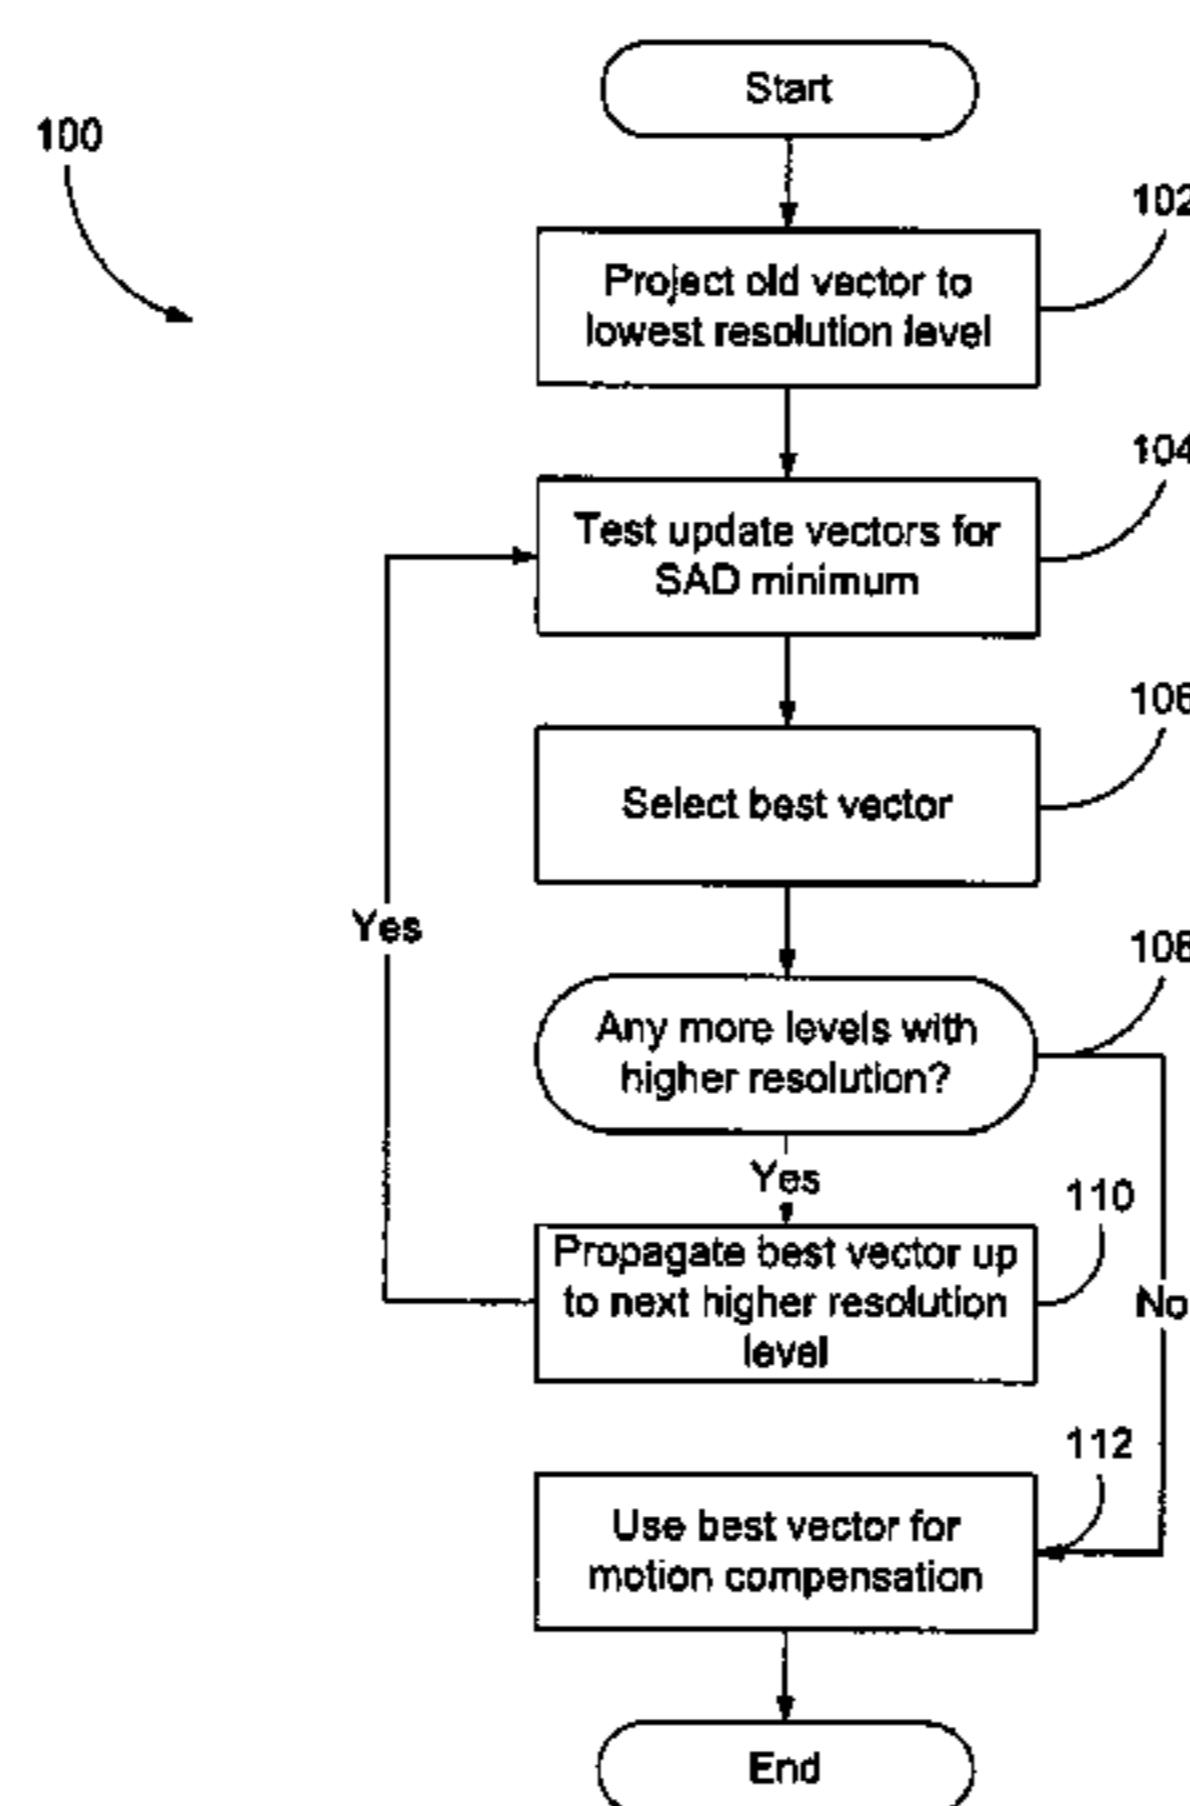 Start
100
102
Project old vector to
lowest resolution level
104
Test update vectors for
SAD minimum
106
Select best vector
Yes
108
Any more levels with
higher resolution?
Yes
110
Propagate best vector up
to next higher resolution
level
No
112
Use best vector for
motion compensation
End